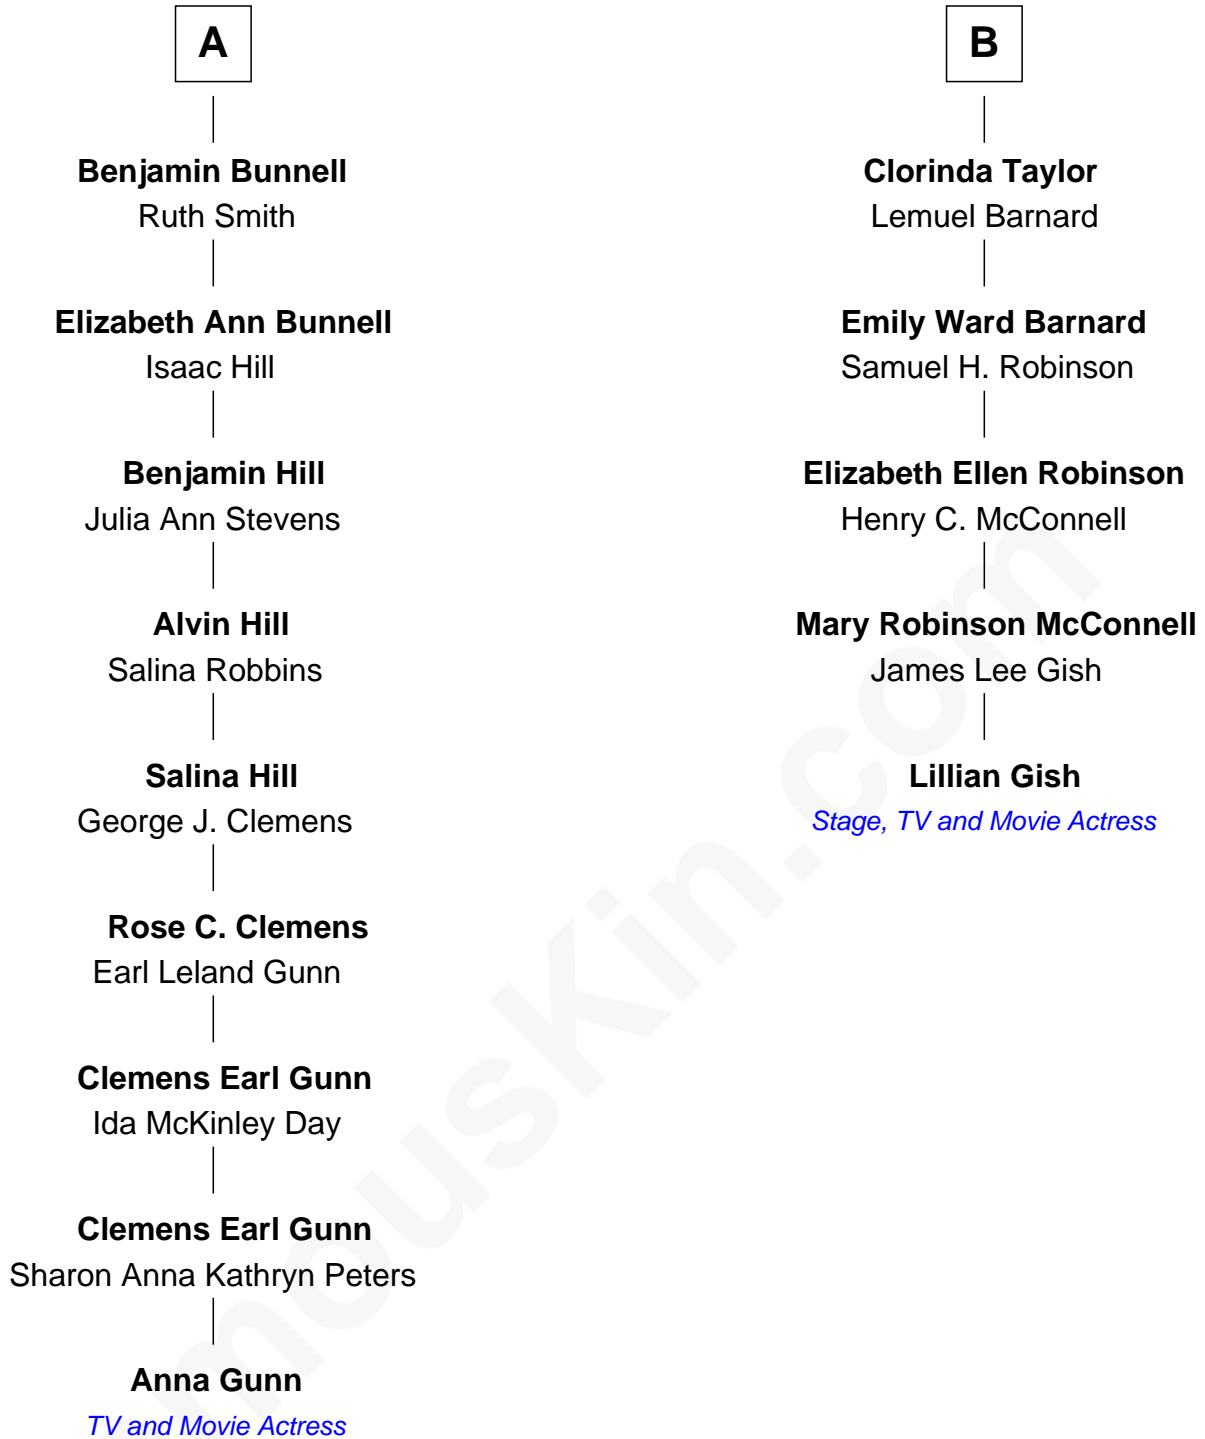 A
Benjamin Bunnell
Ruth Smith
Elizabeth Ann Bunnell
Isaac Hill
Benjamin Hill
Julia Ann Stevens
Alvin Hill
Salina Robbins
Salina Hill
George J. Clemens
Rose C. Clemens
Earl Leland Gunn
Clemens Earl Gunn
Ida McKinley Day
Clemens Earl Gunn
Sharon Anna Kathryn Peters
Anna Gunn
TV and Movie Actress
B
Clorinda Taylor
Lemuel Barnard
Emily Ward Barnard
Samuel H. Robinson
Elizabeth Ellen Robinson
Henry C. McConnell
Mary Robinson McConnell
James Lee Gish
Lillian Gish
Stage, TV and Movie Actress
mousKin.com